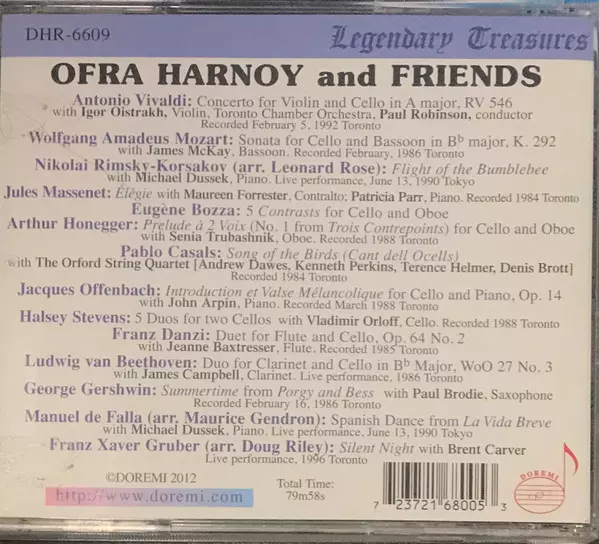 DHR-6609
Legendary Treasures
OFRA HARNOY and FRIENDS
Antonio Vivaldi: Concerto for Violin and Cello in A major, RV 546
with Igor Oistrakh, Violin, Toronto Chamber Orchestra, Paul Robinson, conductor
Recorded February 5, 1992 Toronto
Wolfgang Amadeus Mozart: Sonata for Cello and Bassoon in Bb major, K. 292
with James McKay, Bassoon. Recorded February, 1986 Toronto
Nikolai Rimsky-Korsakov (arr. Leonard Rose): Flight of the Bumblebee
with Michael Dussek, Piano. Live performance, June 13, 1990 Tokyo
Jules Massenet: Élégie with Maureen Forrester, Contralto; Patricia Parr, Piano. Recorded 1984 Toronto
Eugène Bozza: 5 Contrasts for Cello and Oboe
Arthur Honegger: Prelude à 2 Voix (No. 1 from Trois Contrepoints) for Cello and Oboe
with Senia Trubashnik, Oboe. Recorded 1988 Toronto
Pablo Casals: Song of the Birds (Cant dell Ocells)
with The Orford String Quartet [Andrew Dawes, Kenneth Perkins, Terence Helmer, Denis Brott]
Recorded 1984 Toronto
Jacques Offenbach: Introduction et Valse Mélancolique for Cello and Piano, Op. 14
with John Arpin, Piano. Recorded March 1988 Toronto
Halsey Stevens: 5 Duos for two Cellos with Vladimir Orloff, Cello. Recorded 1988 Toronto
Franz Danzi: Duet for Flute and Cello, Op. 64 No. 2
with Jeanne Baxtresser, Flute. Recorded 1985 Toronto
Ludwig van Beethoven: Duo for Clarinet and Cello in Bb Major, WoO 27 No. 3
with James Campbell, Clarinet. Live performance, 1986 Toronto
George Gershwin: Summertime from Porgy and Bess with Paul Brodie, Saxophone
Recorded February 16, 1986 Toronto
Manuel de Falla (arr. Maurice Gendron): Spanish Dance from La Vida Breve
with Michael Dussek, Piano. Live performance, June 13, 1990 Tokyo
Franz Xaver Gruber (arr. Doug Riley): Silent Night with Brent Carver
Live performance, 1996 Toronto
©DOREMI 2012
http://www.doremi.com
Total Time:
79m58s
7 23721 68005 3
DOREMI